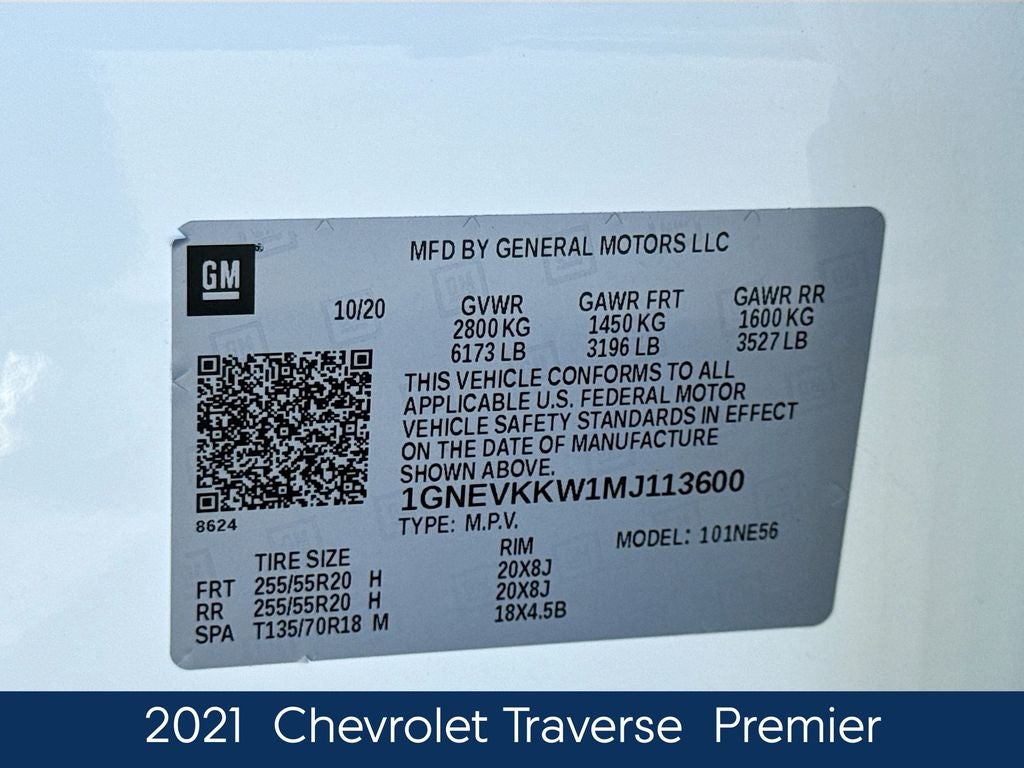 GM
MFD BY GENERAL MOTORS LLC
10/20 GVWR GAWR FRT GAWR RR
2800 KG 1450 KG 1600 KG
6173 LB 3196 LB 3527 LB
THIS VEHICLE CONFORMS TO ALL
APPLICABLE U.S. FEDERAL MOTOR
VEHICLE SAFETY STANDARDS IN EFFECT
ON THE DATE OF MANUFACTURE
SHOWN ABOVE.
1GNEVKKW1MJ113600
8624
TYPE: M.P.V. MODEL: 101NE56
TIRE SIZE RIM
FRT 255/55R20 H 20X8J
RR 255/55R20 H 20X8J
SPA T135/70R18 M 18X4.5B
2021 Chevrolet Traverse Premier